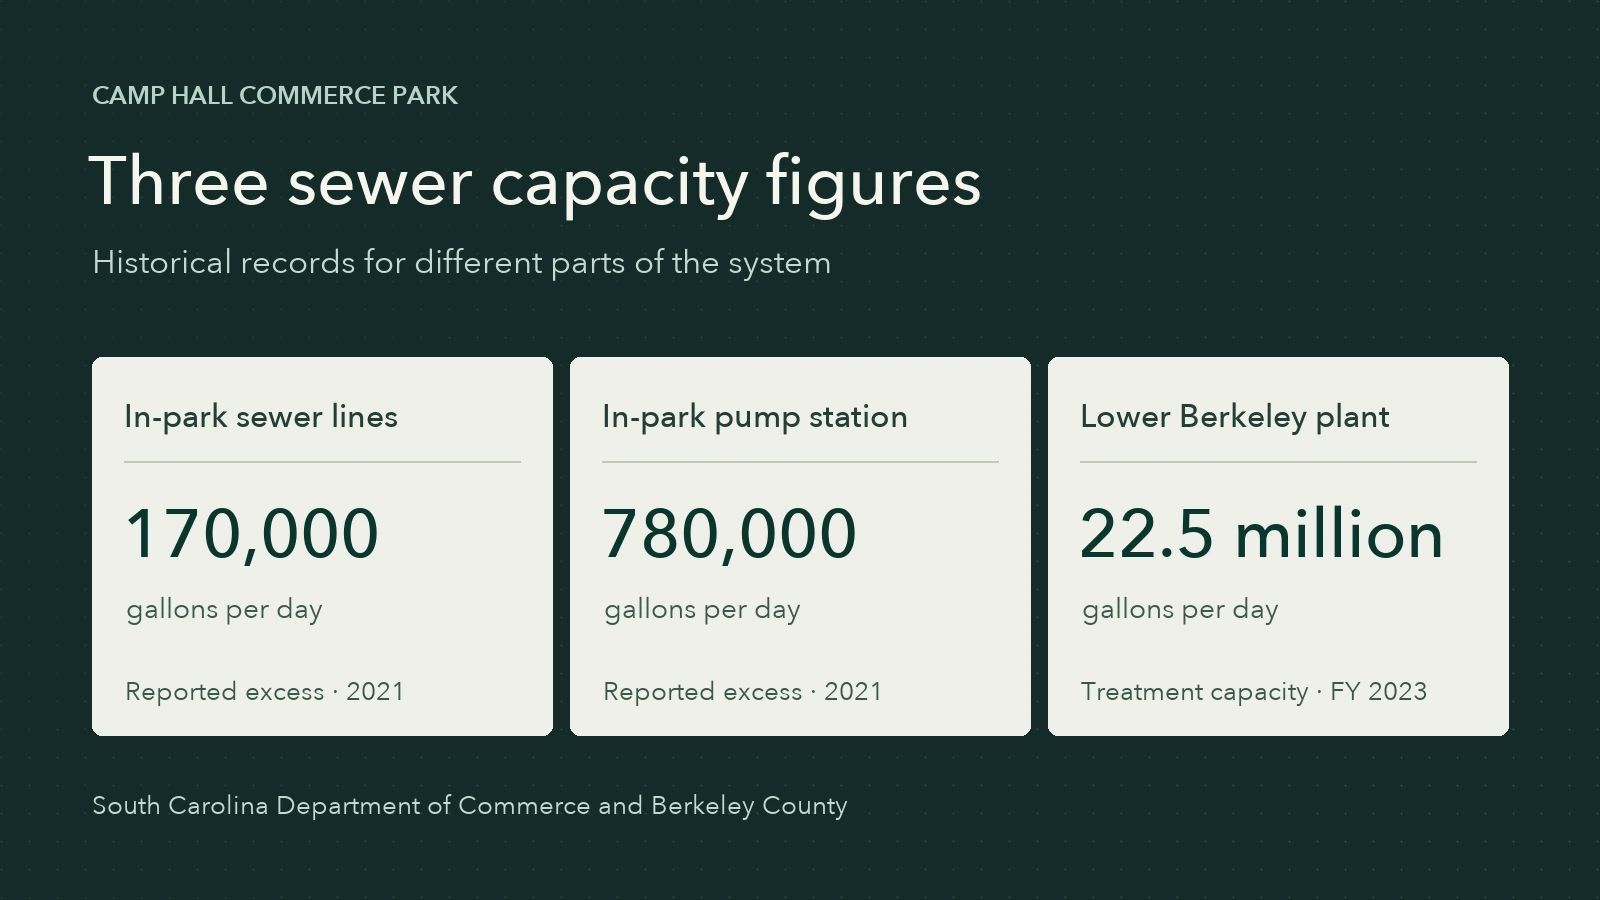 CAMP HALL COMMERCE PARK
Three sewer capacity figures
Historical records for different parts of the system
In-park sewer lines
170,000
gallons per day
Reported excess · 2021
In-park pump station
780,000
gallons per day
Reported excess · 2021
Lower Berkeley plant
22.5 million
gallons per day
Treatment capacity · FY 2023
South Carolina Department of Commerce and Berkeley County